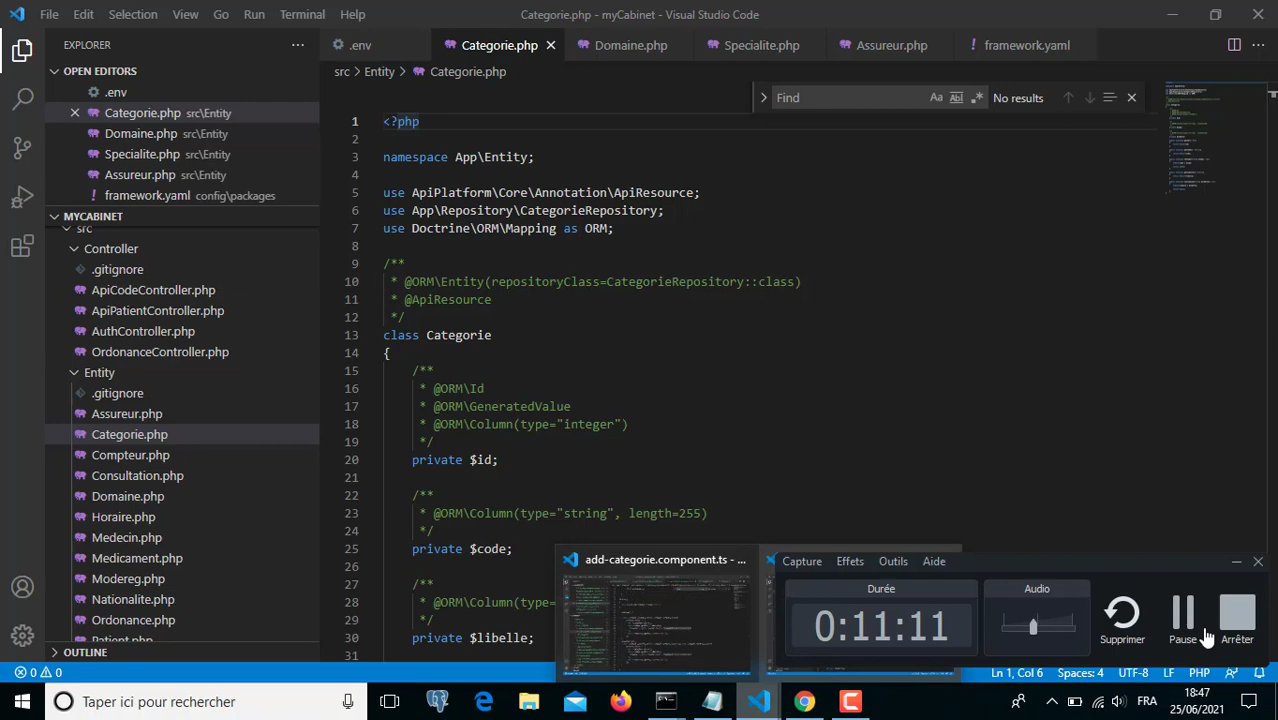 File Edit Selection View Go Run Terminal Help
Categorie.php - myCabinet - Visual Studio Code
EXPLORER
.env
Categorie.php
Domaine.php
Specialite.php
Assureur.php
framework.yaml
OPEN EDITORS
.env
Categorie.php src\Entity
Domaine.php src\Entity
Specialite.php src\Entity
Assureur.php src\Entity
framework.yaml config\packages
MYCABINET
src
Controller
.gitignore
ApiCodeController.php
ApiPatientController.php
AuthController.php
OrdonanceController.php
Entity
.gitignore
Assureur.php
Categorie.php
Compteur.php
Consultation.php
Domaine.php
Horaire.php
Medecin.php
Medicament.php
Modereg.php
Nationalite.php
Ordonance.php
Patient.php
OUTLINE
src > Entity > Categorie.php
Find
Aa Abl .*
No results
1 <?php
2
3 namespace App\Entity;
4
5 use ApiPlatform\Core\Annotation\ApiResource;
6 use App\Repository\CategorieRepository;
7 use Doctrine\ORM\Mapping as ORM;
8
9 /**
10 * @ORM\Entity(repositoryClass=CategorieRepository::class)
11 * @ApiResource
12 */
13 class Categorie
14 {
15 /**
16 * @ORM\Id
17 * @ORM\GeneratedValue
18 * @ORM\Column(type="integer")
19 */
20 private $id;
21
22 /**
23 * @ORM\Column(type="string", length=255)
24 */
25 private $code;
26
27 /**
28 * @ORM\Column(
29 */
30 private $libelle;
31
add-categorie.component.ts - ...
Capture Effets Outils Aide
Durée
0:11:11
Audio
Supprimer
Pause
Arrêter
0 0
Ln 1, Col 6 Spaces: 4 UTF-8 LF PHP
Taper ici pour rechercher
FRA
18:47
25/06/2021